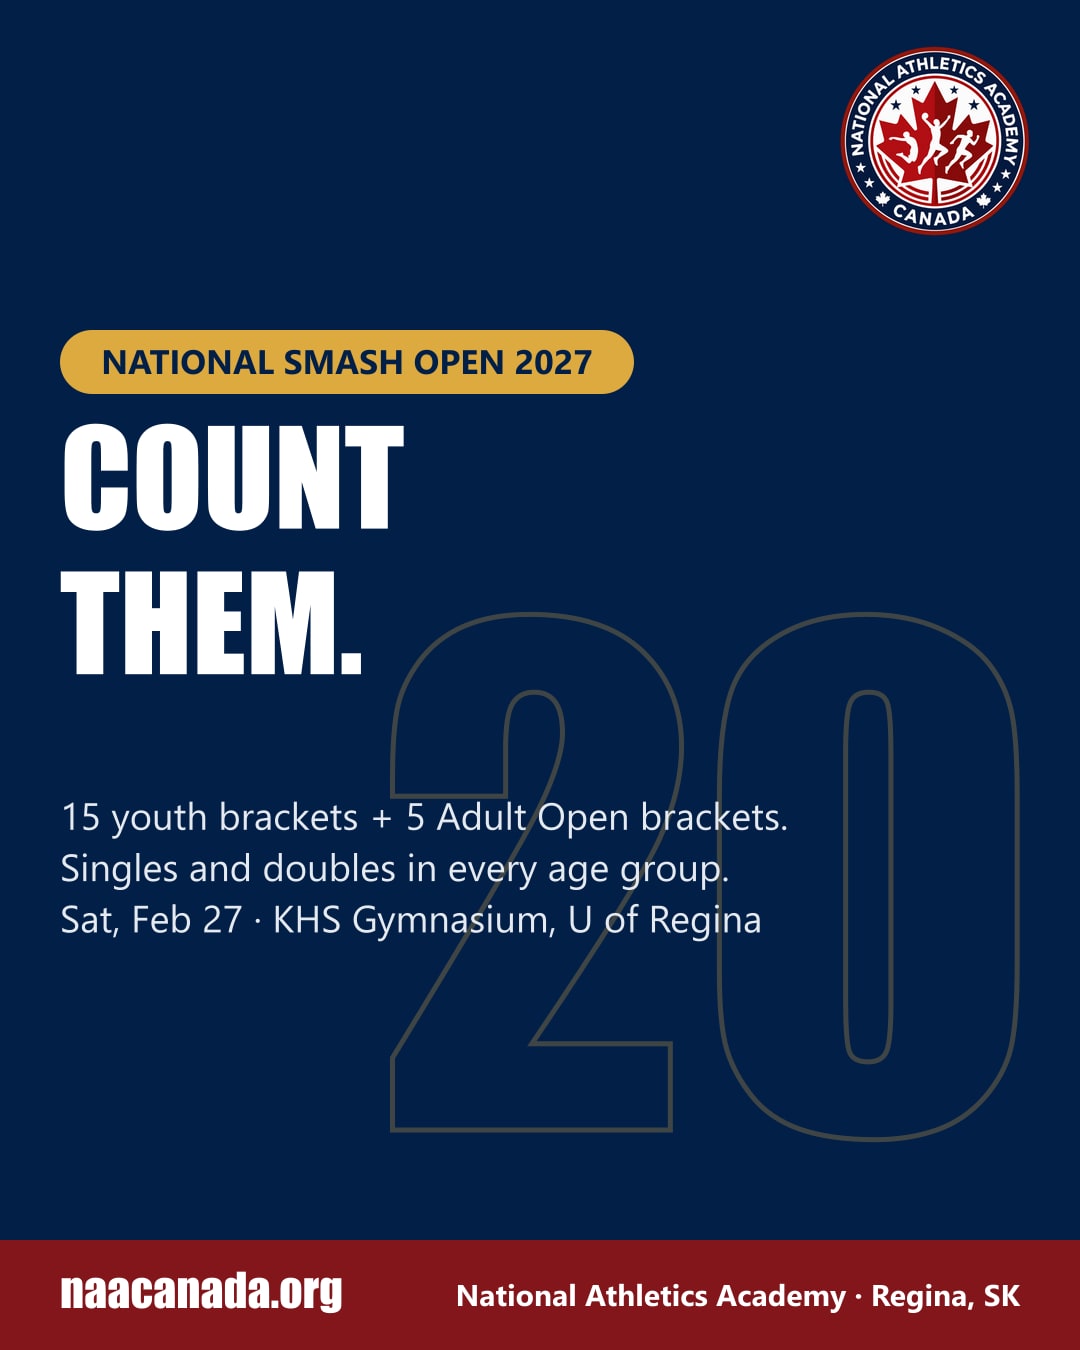 NATIONAL ATHLETICS ACADEMY
CANADA
NATIONAL SMASH OPEN 2027
COUNT
THEM.
20
15 youth brackets + 5 Adult Open brackets.
Singles and doubles in every age group.
Sat, Feb 27 · KHS Gymnasium, U of Regina
naacanada.org
National Athletics Academy · Regina, SK